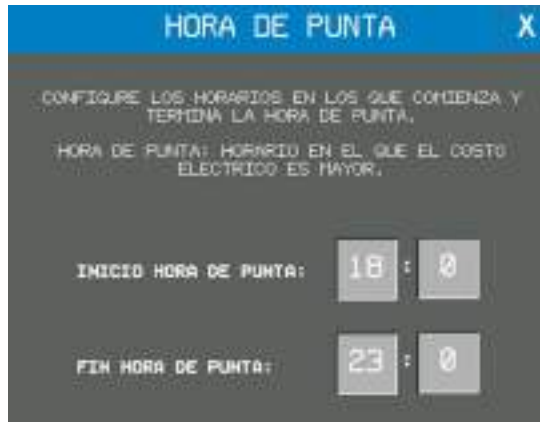 HORA DE PUNTA X
CONFIGURE LOS HORARIOS EN LOS QUE COMIENZA Y
TERMINA LA HORA DE PUNTA.
HORA DE PUNTA: HORARIO EN EL QUE EL COSTO
ELECTRICO ES MAYOR.
INICIO HORA DE PUNTA: 18 : 0
FIN HORA DE PUNTA: 23 : 0